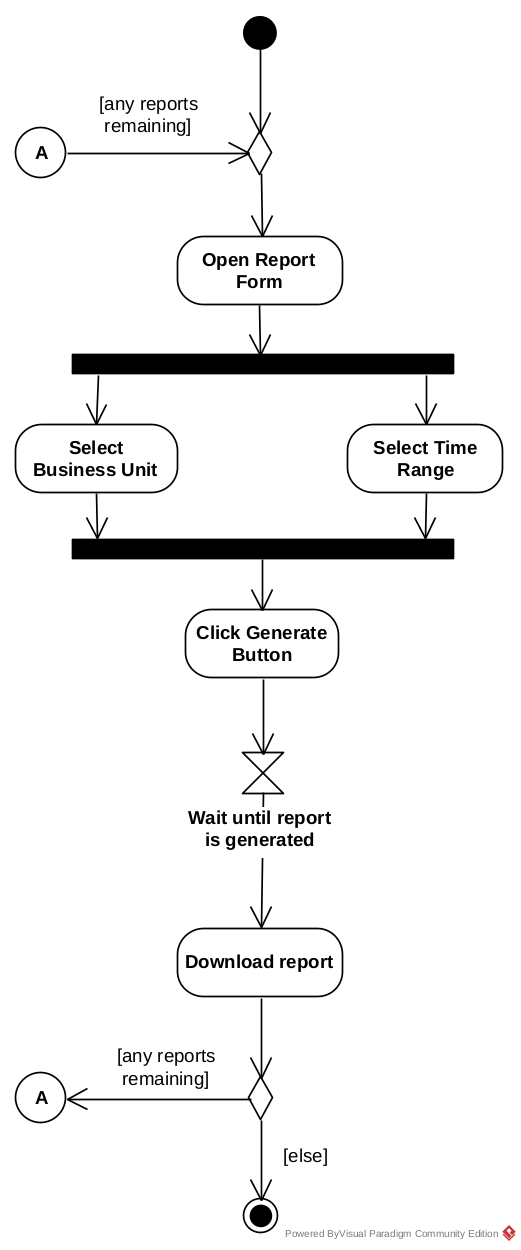 [any reports
remaining]
A
Open Report
Form
Select
Business Unit
Select Time
Range
Click Generate
Button
Wait until report
is generated
Download report
[any reports
remaining]
A
[else]
Powered ByVisual Paradigm Community Edition